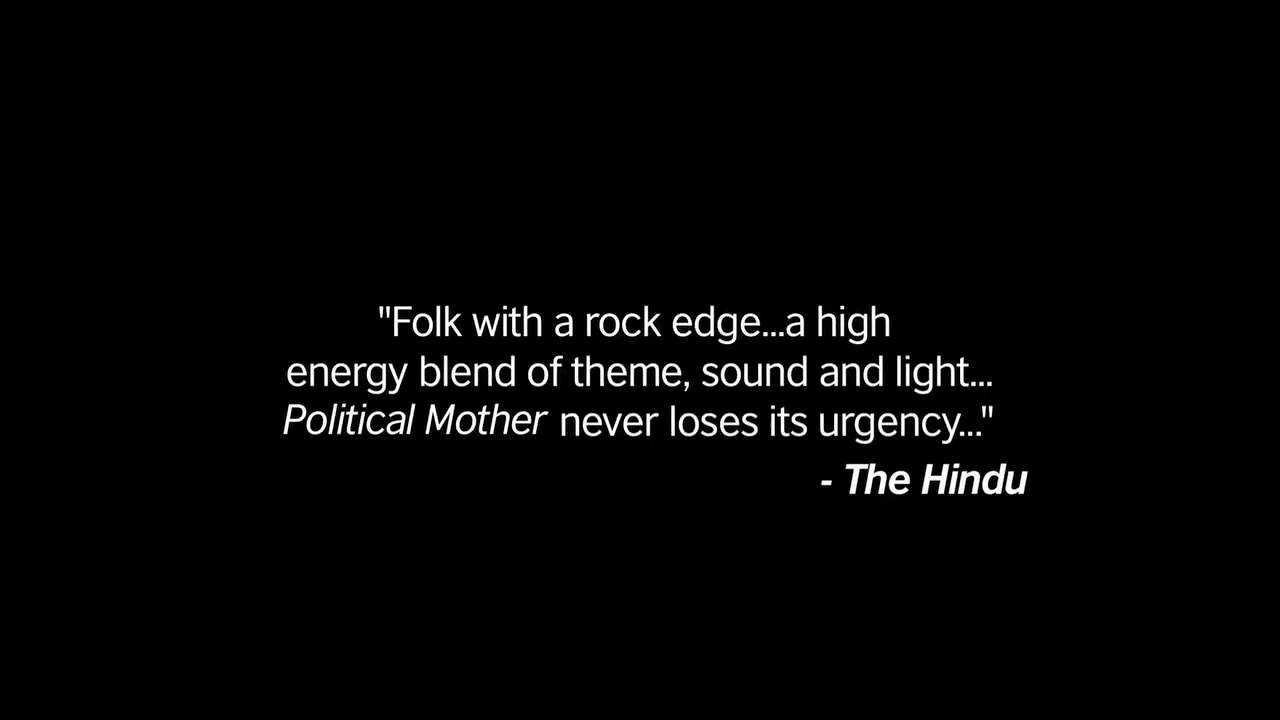 "Folk with a rock edge...a high
energy blend of theme, sound and light...
Political Mother never loses its urgency..."
- The Hindu